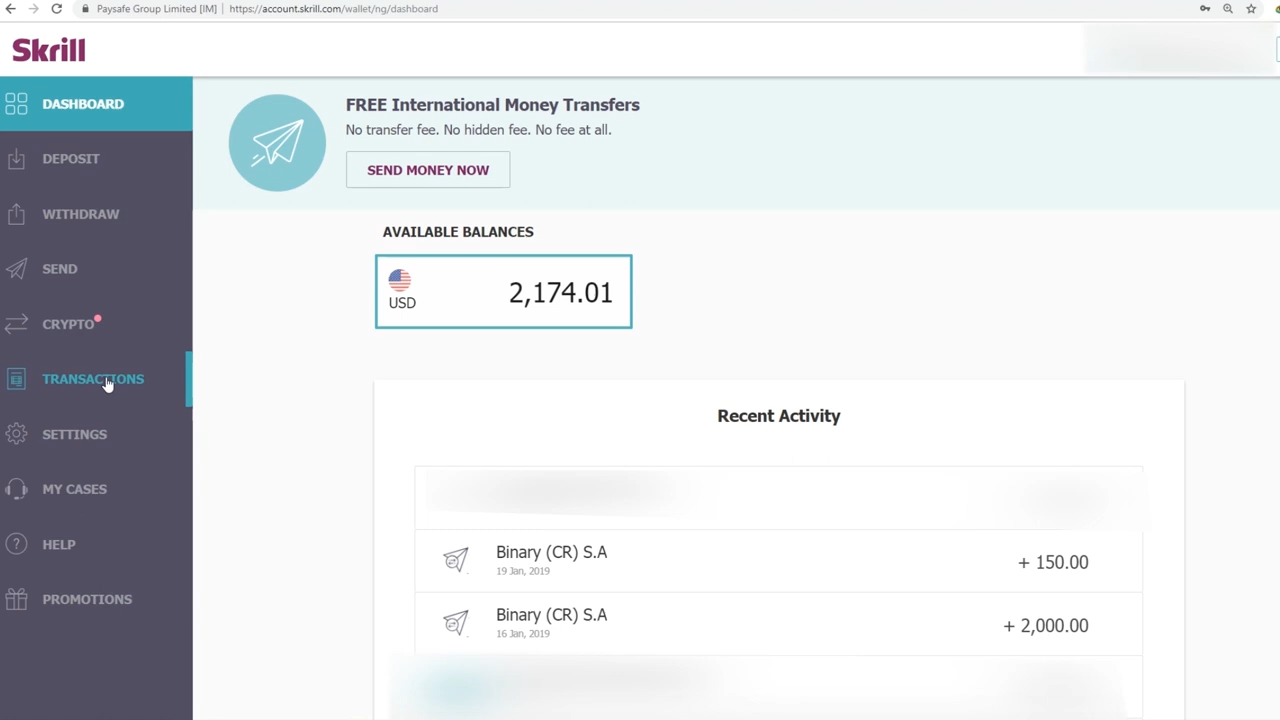 Paysafe Group Limited [IM] https://account.skrill.com/wallet/ng/dashboard
Skrill
DASHBOARD
DEPOSIT
WITHDRAW
SEND
CRYPTO
TRANSACTIONS
SETTINGS
MY CASES
HELP
PROMOTIONS
FREE International Money Transfers
No transfer fee. No hidden fee. No fee at all.
SEND MONEY NOW
AVAILABLE BALANCES
USD 2,174.01
Recent Activity
Binary (CR) S.A
19 Jan, 2019
+ 150.00
Binary (CR) S.A
16 Jan, 2019
+ 2,000.00